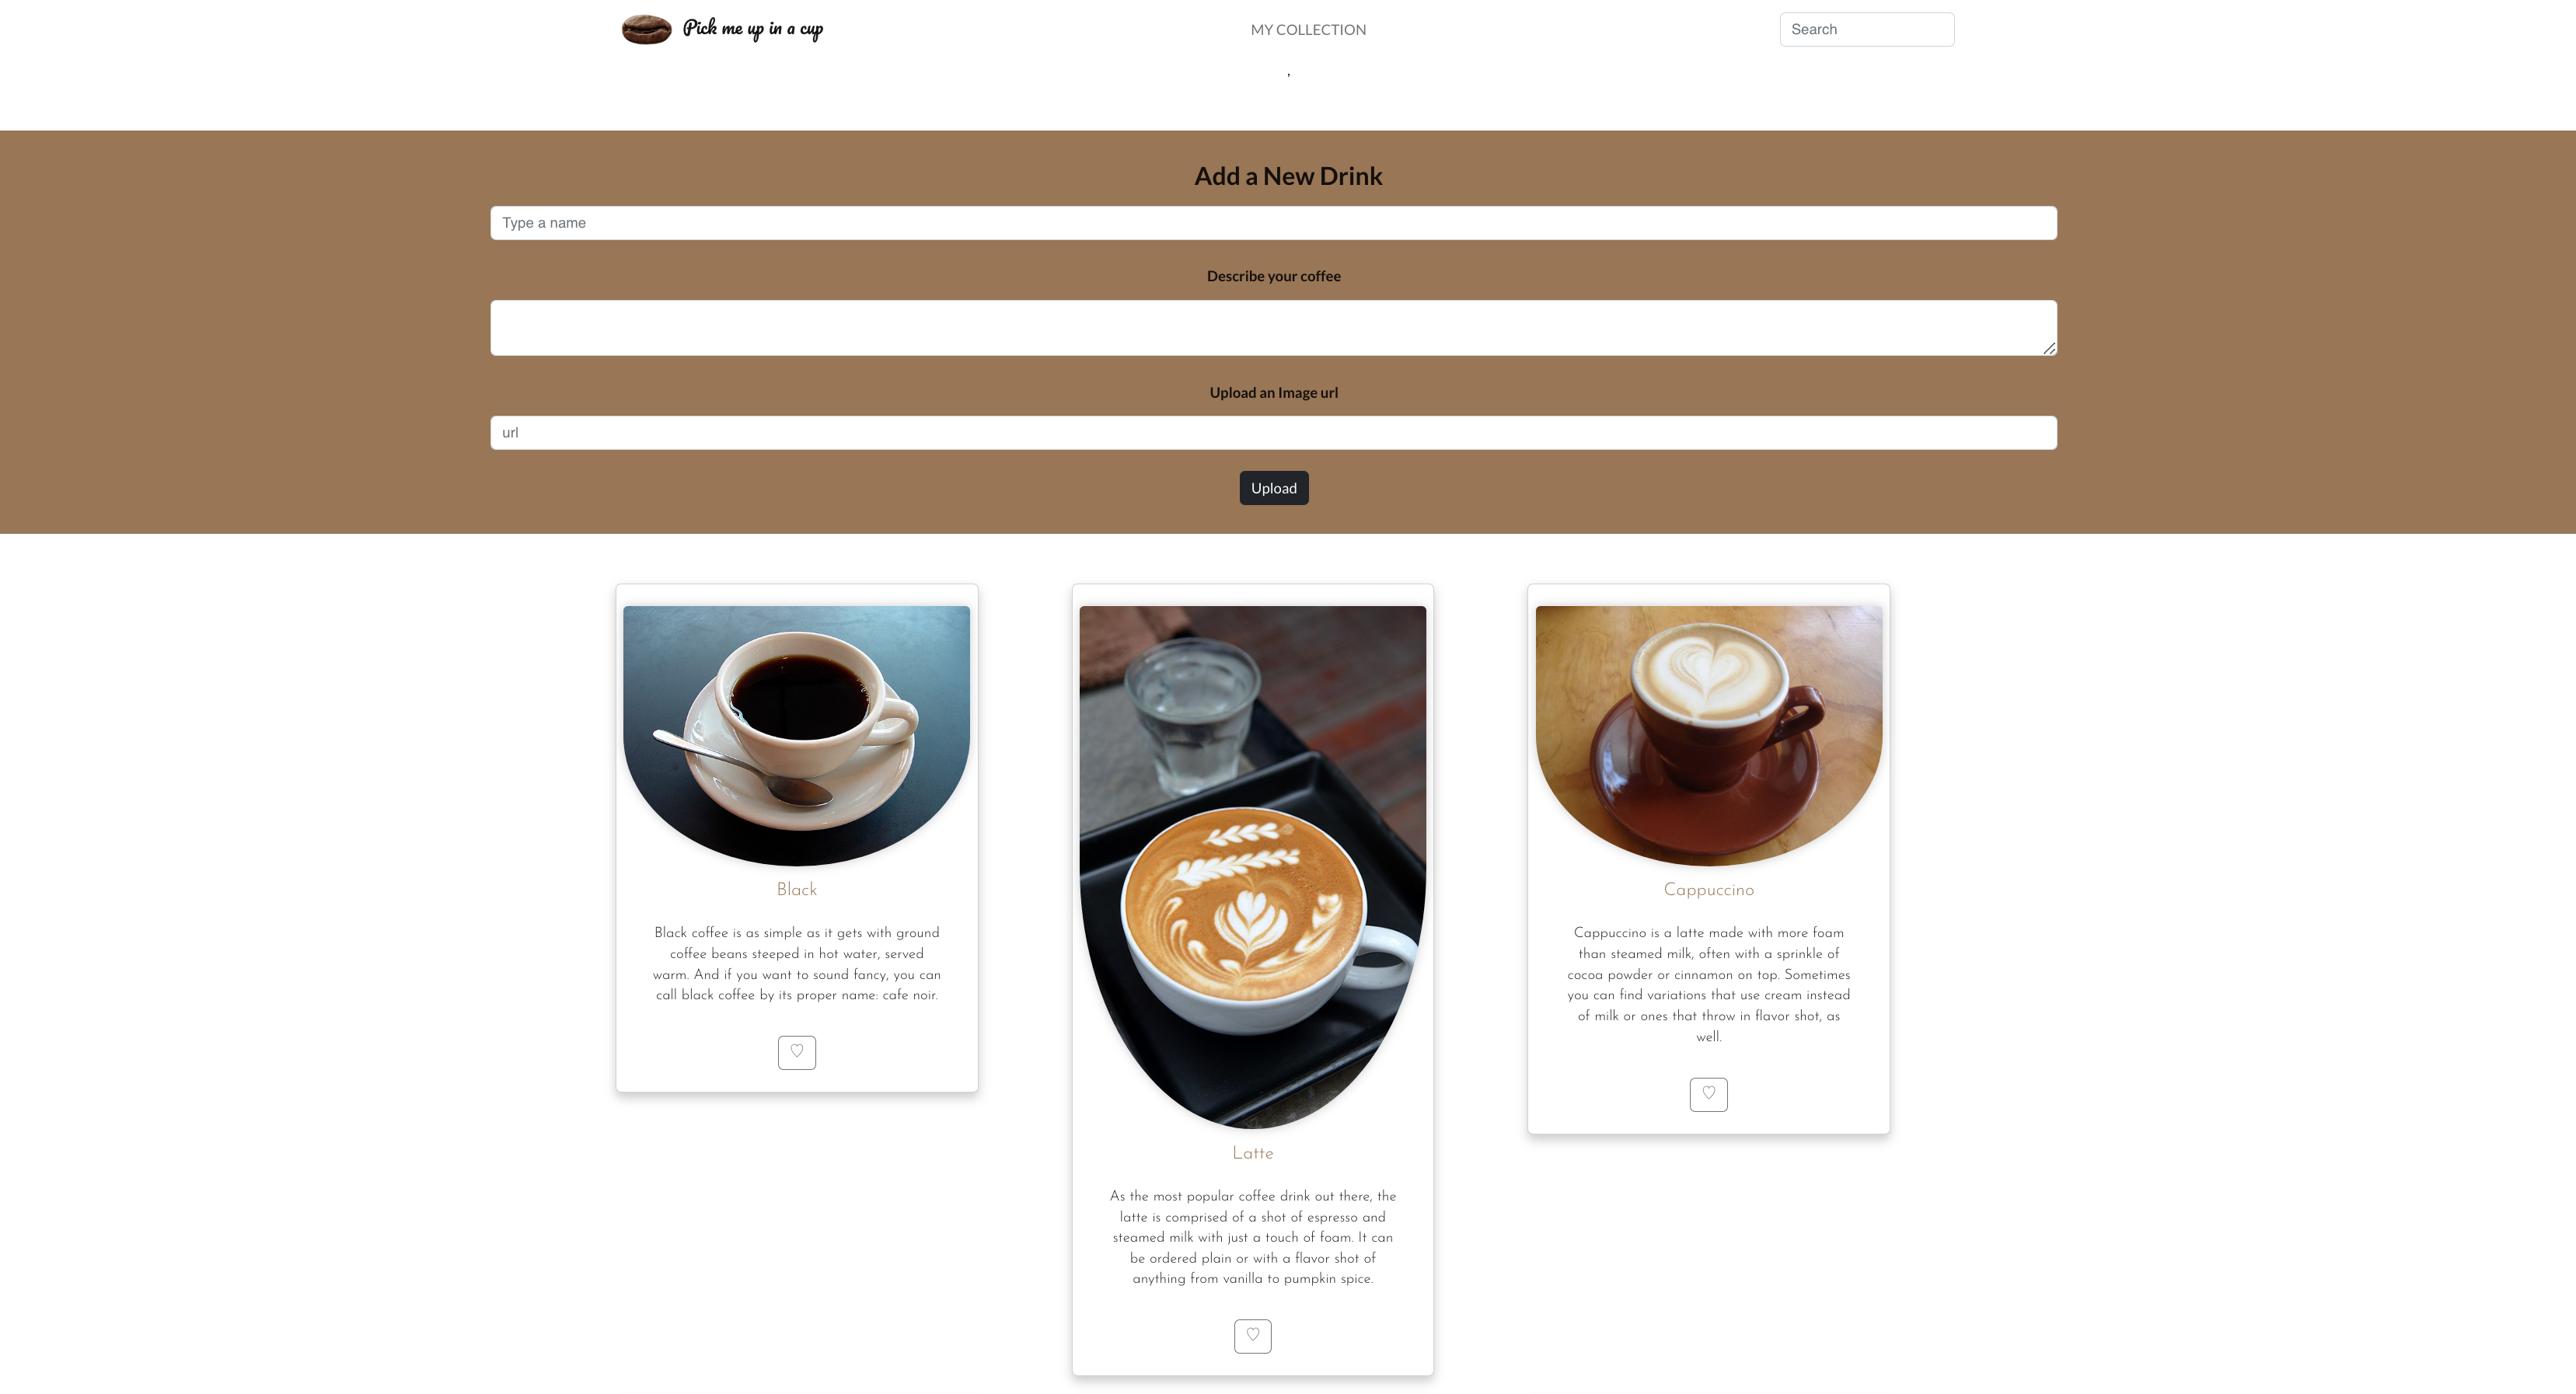 Pick me up in a cup
MY COLLECTION
Search
,
Add a New Drink
Type a name
Describe your coffee
Upload an Image url
url
Upload
Black
Black coffee is as simple as it gets with ground
coffee beans steeped in hot water, served
warm. And if you want to sound fancy, you can
call black coffee by its proper name: cafe noir.
♡
Latte
As the most popular coffee drink out there, the
latte is comprised of a shot of espresso and
steamed milk with just a touch of foam. It can
be ordered plain or with a flavor shot of
anything from vanilla to pumpkin spice.
♡
Cappuccino
Cappuccino is a latte made with more foam
than steamed milk, often with a sprinkle of
cocoa powder or cinnamon on top. Sometimes
you can find variations that use cream instead
of milk or ones that throw in flavor shot, as
well.
♡